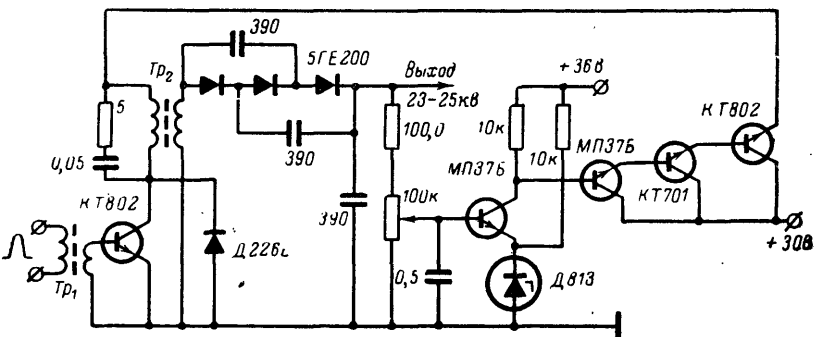 390
Тр₂
5ГЕ200
Выход
23-25кв
+36в
5
0,05
390
100,0
10к
10к
КТ802
МП37Б
МП37Б
КТ701
КТ802
390
100к
Д226
+30в
Тр₁
0,5
Д813